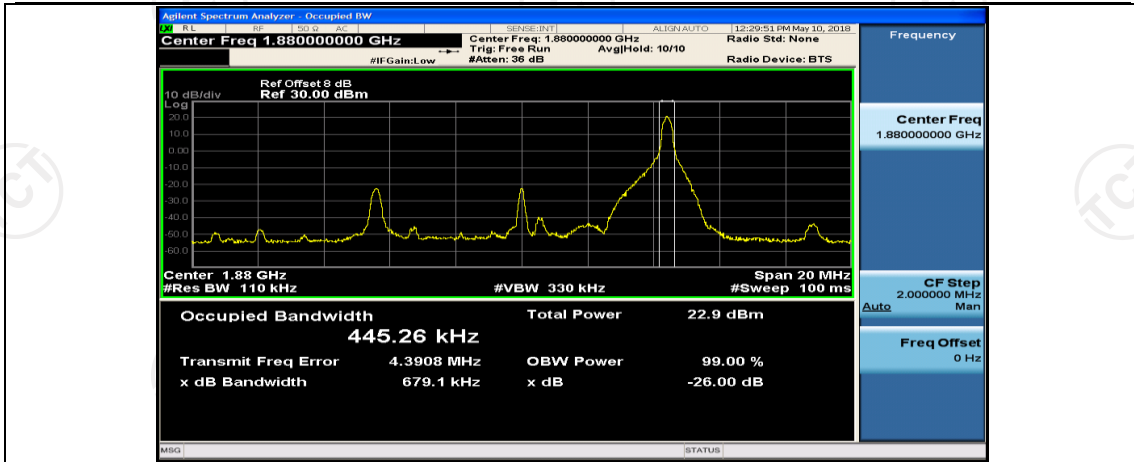 Agilent Spectrum Analyzer - Occupied BW
LXI RL RF 50 Ω AC SENSE:INT ALIGN AUTO 12:29:51 PM May 10, 2018
Center Freq 1.880000000 GHz
Center Freq: 1.880000000 GHz
Radio Std: None
Trig: Free Run Avg|Hold: 10/10
#IFGain:Low
#Atten: 36 dB
Radio Device: BTS
Ref Offset 8 dB
10 dB/div Ref 30.00 dBm
Log
20.0
10.0
0.00
-10.0
-20.0
-30.0
-40.0
-50.0
-60.0
Center 1.88 GHz
Span 20 MHz
#Res BW 110 kHz
#VBW 330 kHz
#Sweep 100 ms
Occupied Bandwidth
445.26 kHz
Total Power 22.9 dBm
Transmit Freq Error 4.3908 MHz
OBW Power 99.00 %
x dB Bandwidth 679.1 kHz
x dB -26.00 dB
MSG
STATUS
Frequency
Center Freq
1.880000000 GHz
CF Step
2.000000 MHz
Auto Man
Freq Offset
0 Hz
TCT
TCT